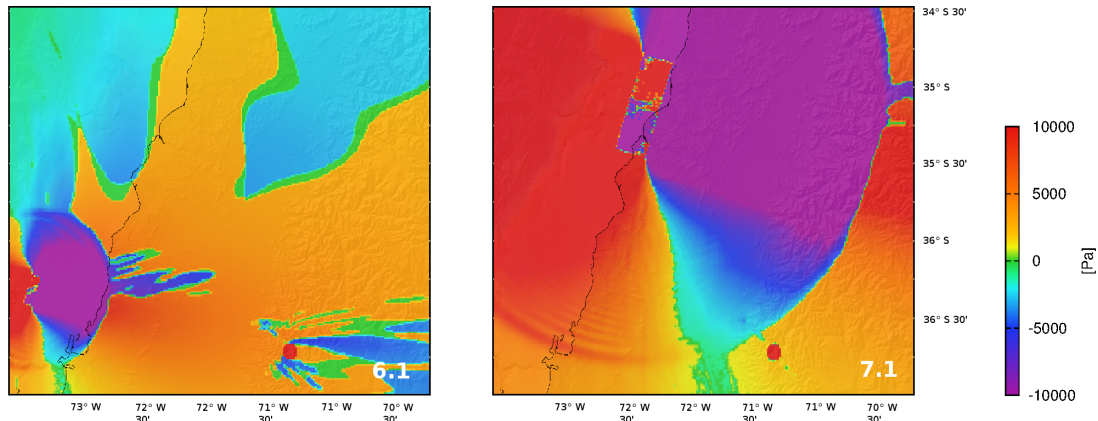 6.1
73° W 72° W 72° W 71° W 71° W 70° W
30' 30' 30'
7.1
73° W 72° W 72° W 71° W 71° W 70° W
30' 30' 30'
34° S 30'
35° S
35° S 30'
36° S
36° S 30'
10000
5000
0
-5000
-10000
[Pa]